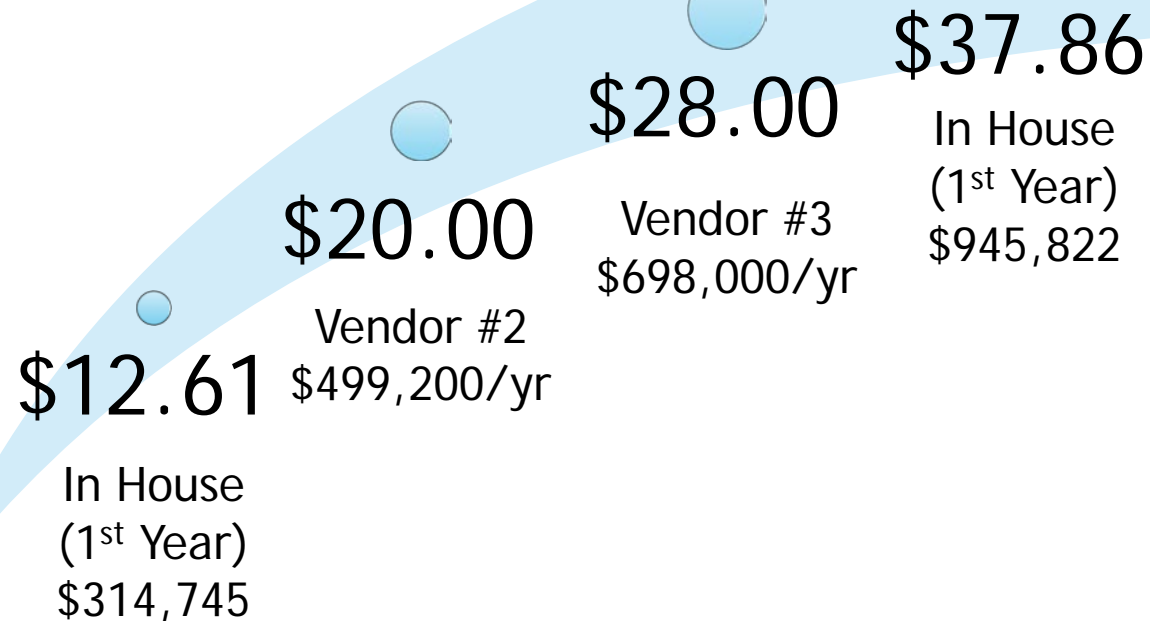 $12.61
In House
(1st Year)
$314,745
$20.00
Vendor #2
$499,200/yr
$28.00
Vendor #3
$698,000/yr
$37.86
In House
(1st Year)
$945,822